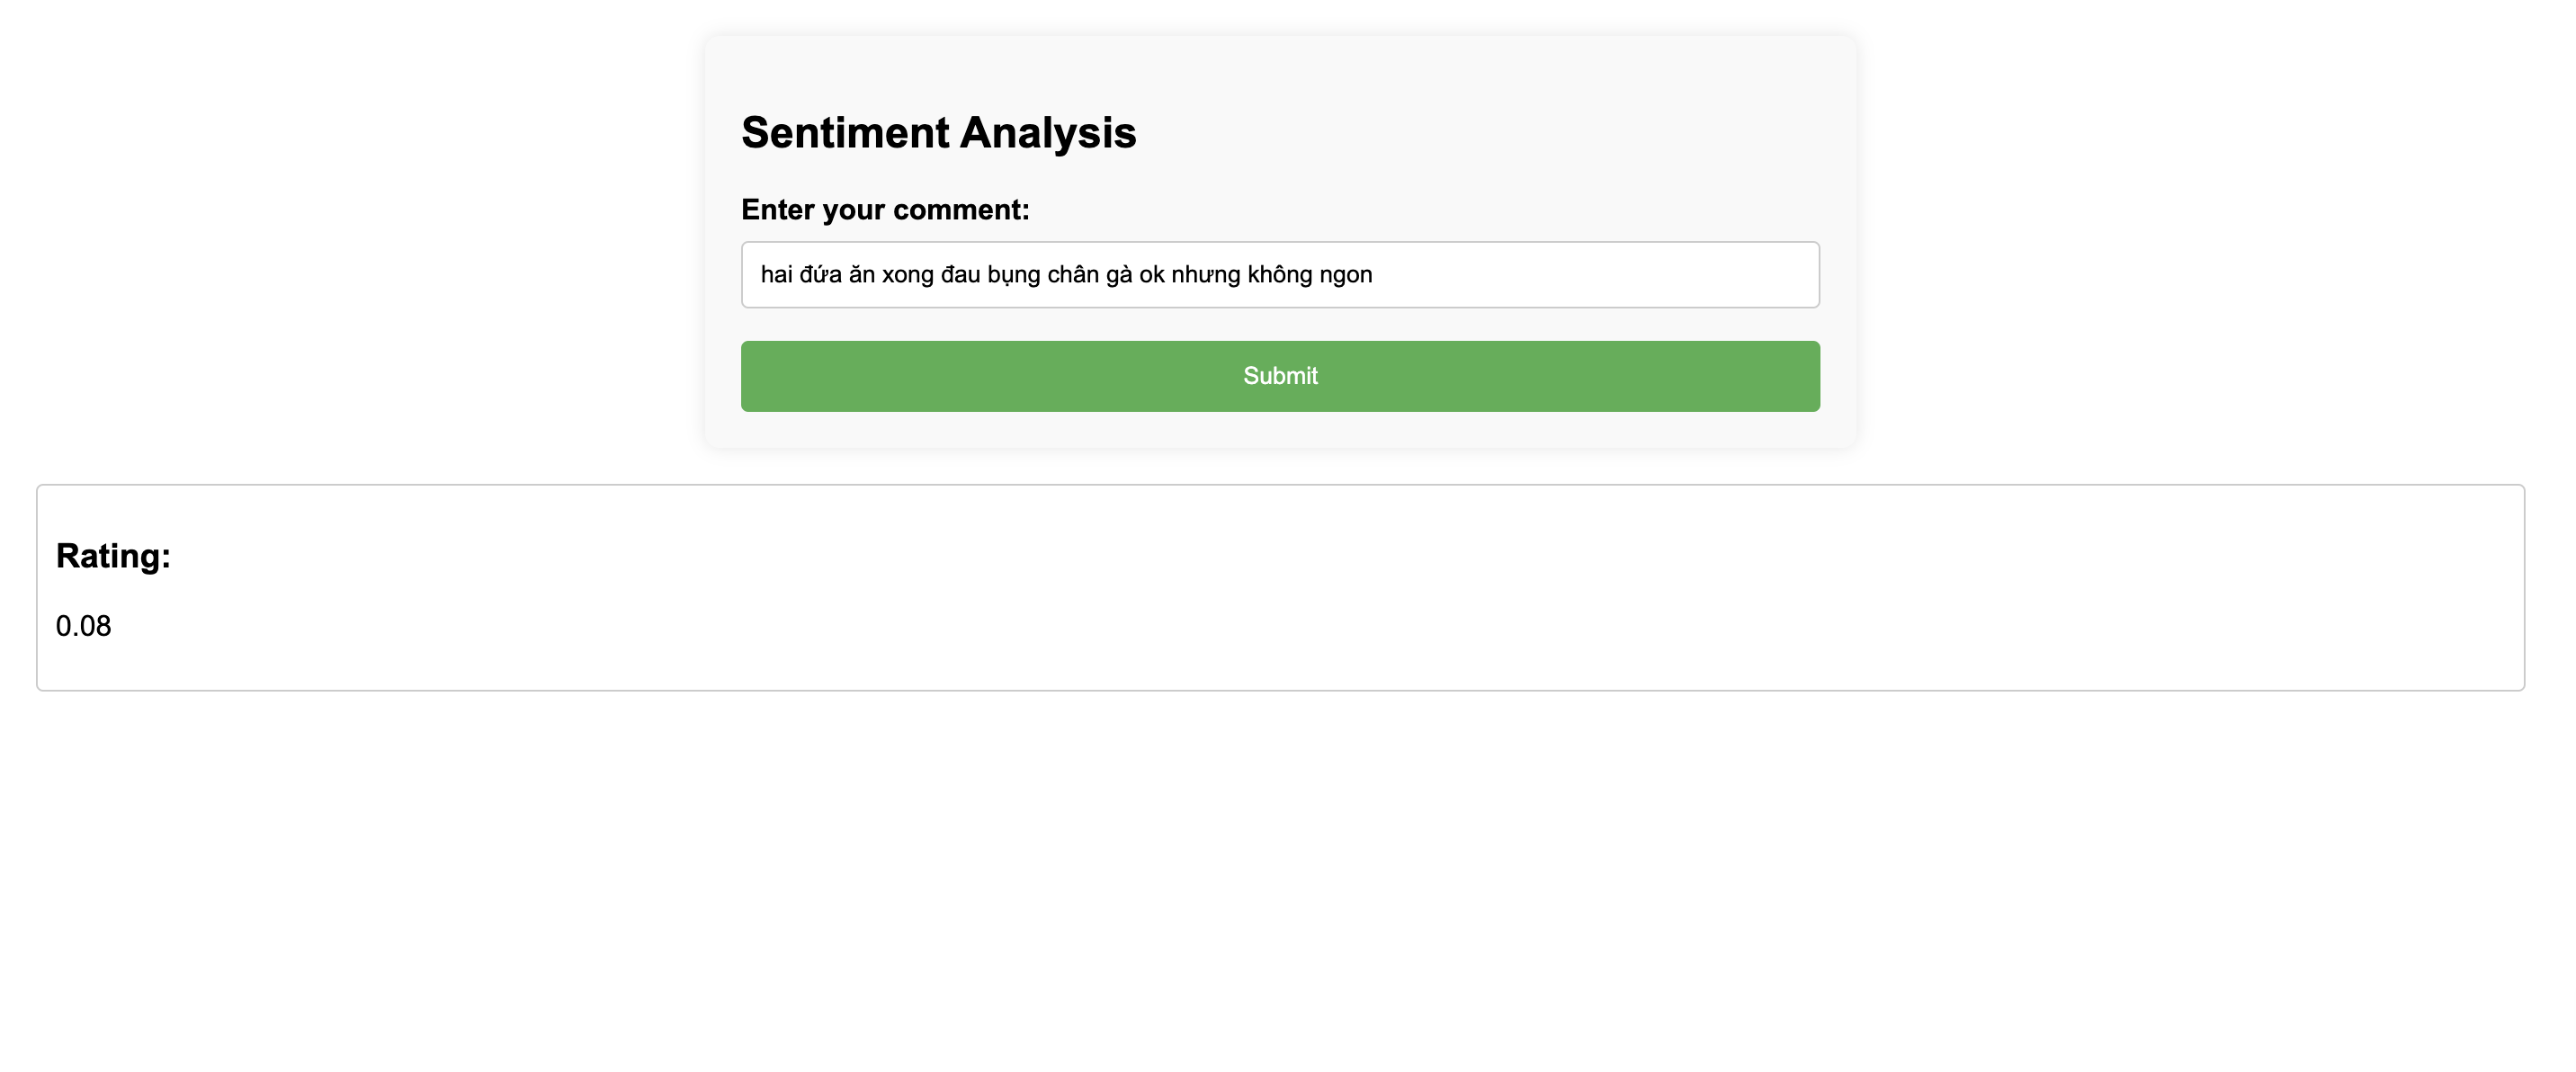 Sentiment Analysis
Enter your comment:
hai đứa ăn xong đau bụng chân gà ok nhưng không ngon
Submit
Rating:
0.08